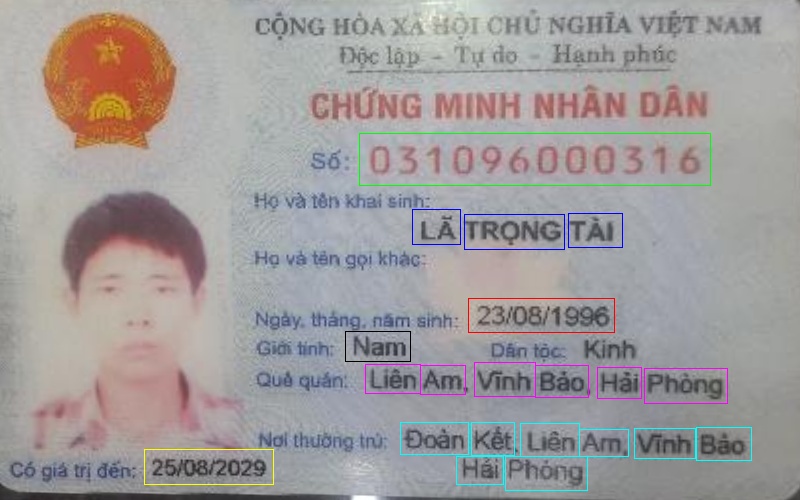 CỘNG HÒA XÃ HỘI CHỦ NGHĨA VIỆT NAM
Độc lập - Tự do - Hạnh phúc
CHỨNG MINH NHÂN DÂN
Số: 031096000316
Họ và tên khai sinh:
LÃ TRỌNG TÀI
Họ và tên gọi khác:
Ngày, tháng, năm sinh: 23/08/1996
Giới tính: Nam Dân tộc: Kinh
Quê quán: Liên Am, Vĩnh Bảo, Hải Phòng
Nơi thường trú: Đoàn Kết, Liên Am, Vĩnh Bảo
Hải Phòng
Có giá trị đến: 25/08/2029